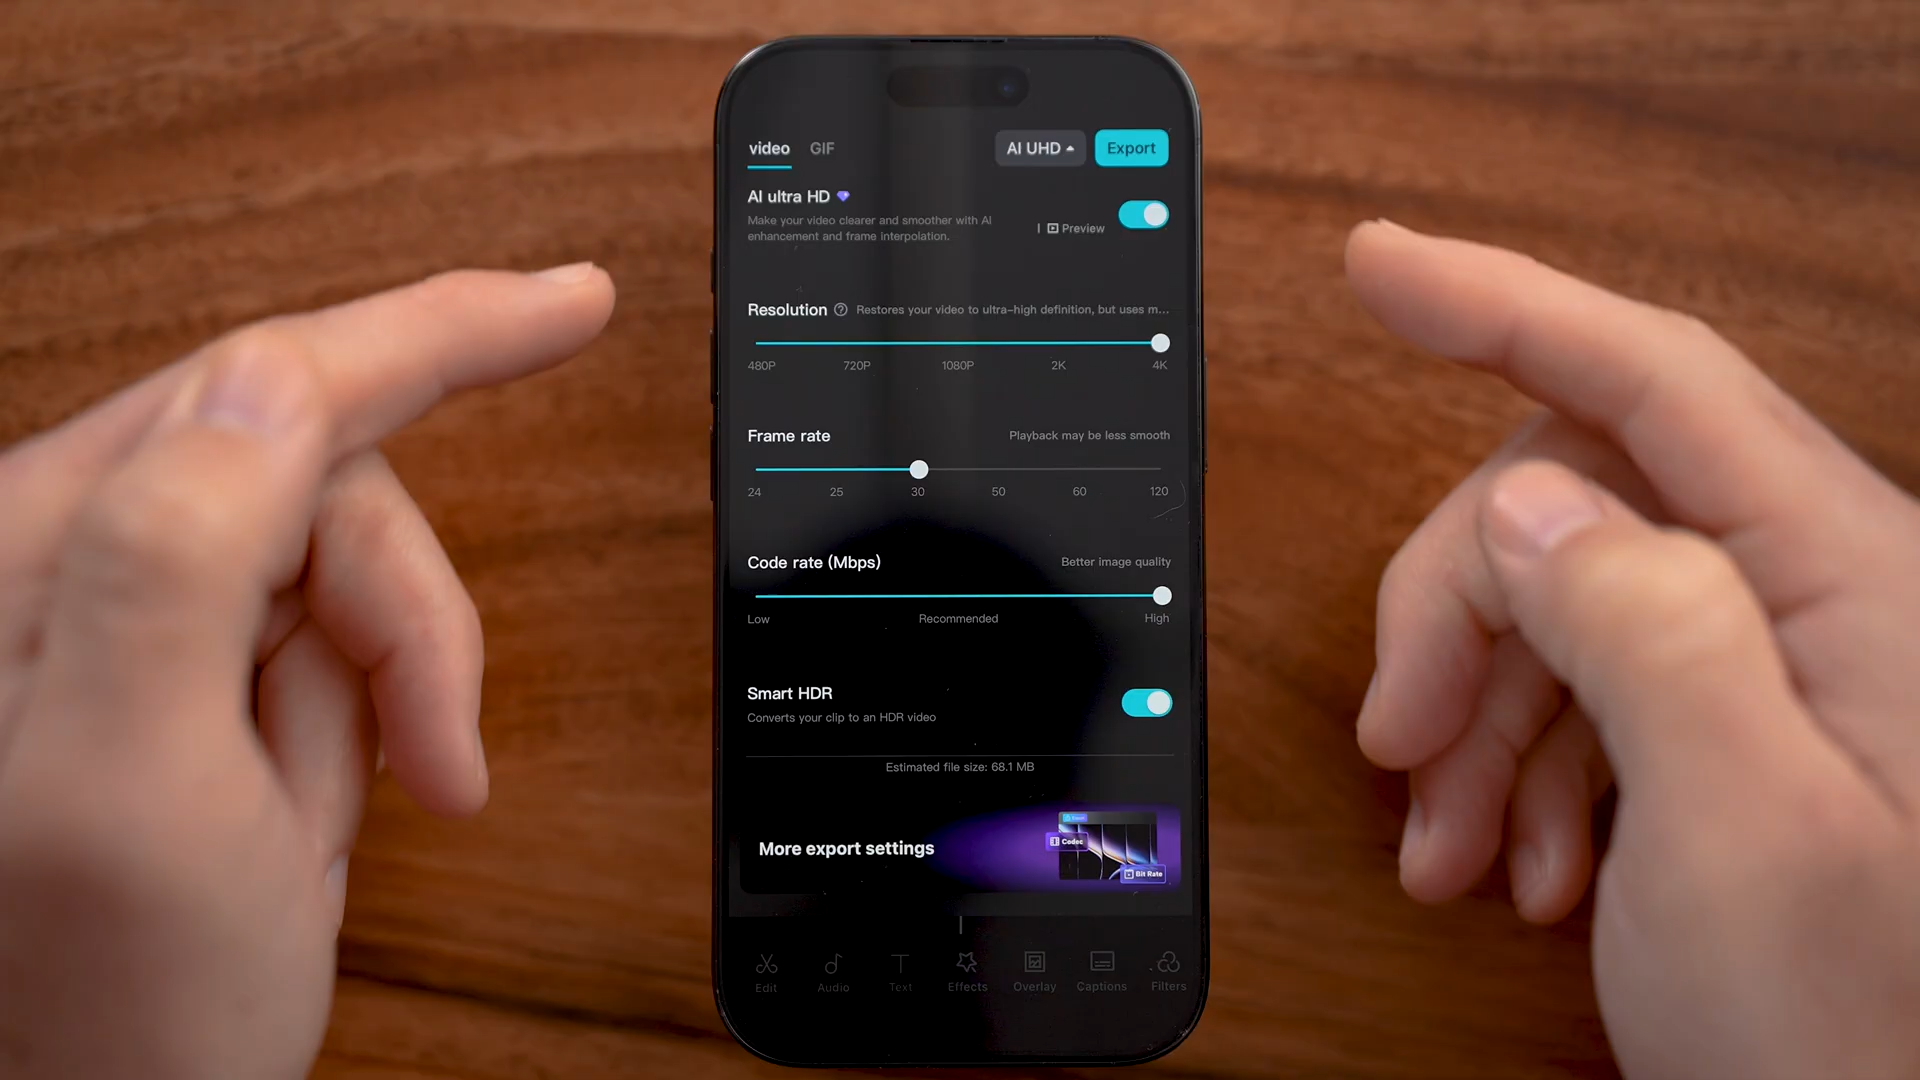 video GIF AI UHD Export
AI ultra HD
Make your video clearer and smoother with AI
enhancement and frame interpolation.
Preview
Resolution ? Restores your video to ultra-high definition, but uses m...
480P 720P 1080P 2K 4K
Frame rate Playback may be less smooth
24 25 30 50 60 120
Code rate (Mbps) Better image quality
Low Recommended High
Smart HDR
Converts your clip to an HDR video
Estimated file size: 68.1 MB
More export settings
Codec
Bit Rate
Edit Audio Text Effects Overlay Captions Filters